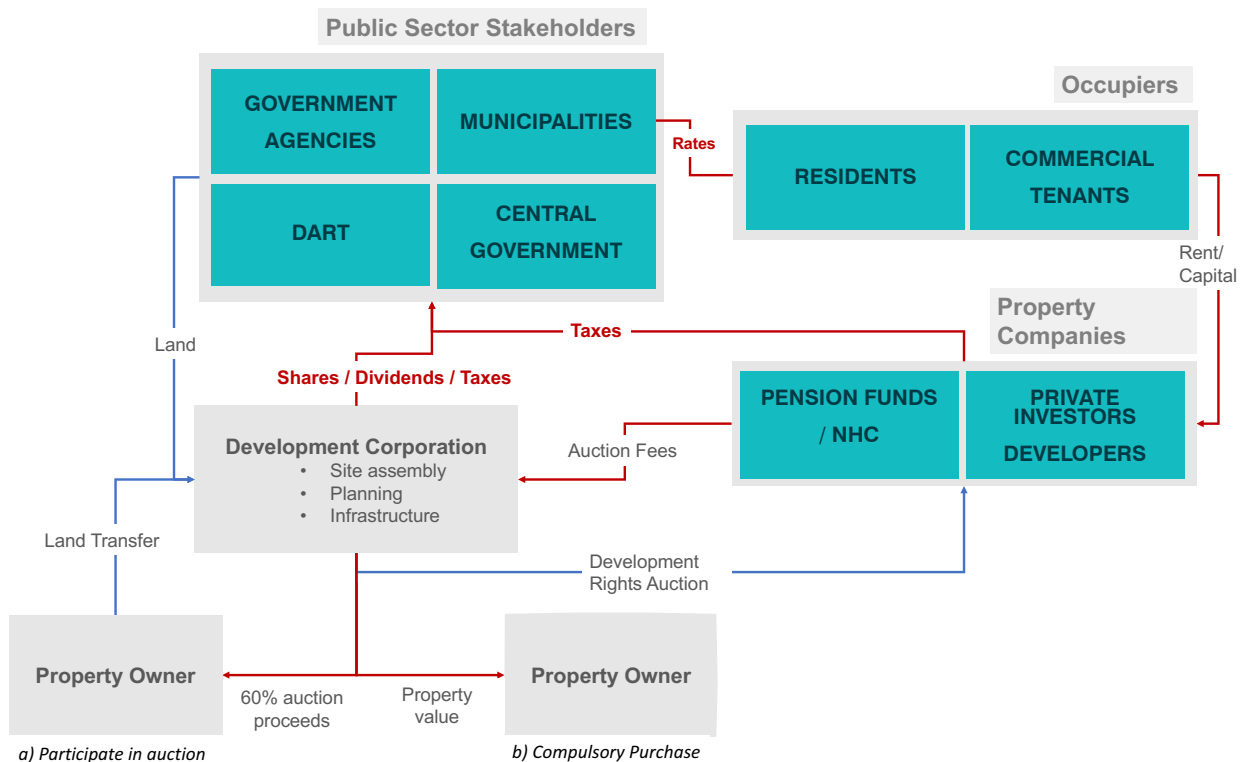 Public Sector Stakeholders
GOVERNMENT
AGENCIES
MUNICIPALITIES
DART
CENTRAL
GOVERNMENT
Rates
Occupiers
RESIDENTS
COMMERCIAL
TENANTS
Rent/
Capital
Land
Taxes
Property
Companies
Shares / Dividends / Taxes
PENSION FUNDS
/ NHC
PRIVATE
INVESTORS
DEVELOPERS
Development Corporation
• Site assembly
• Planning
• Infrastructure
Auction Fees
Land Transfer
Development
Rights Auction
Property Owner
60% auction
proceeds
Property
value
Property Owner
a) Participate in auction
b) Compulsory Purchase